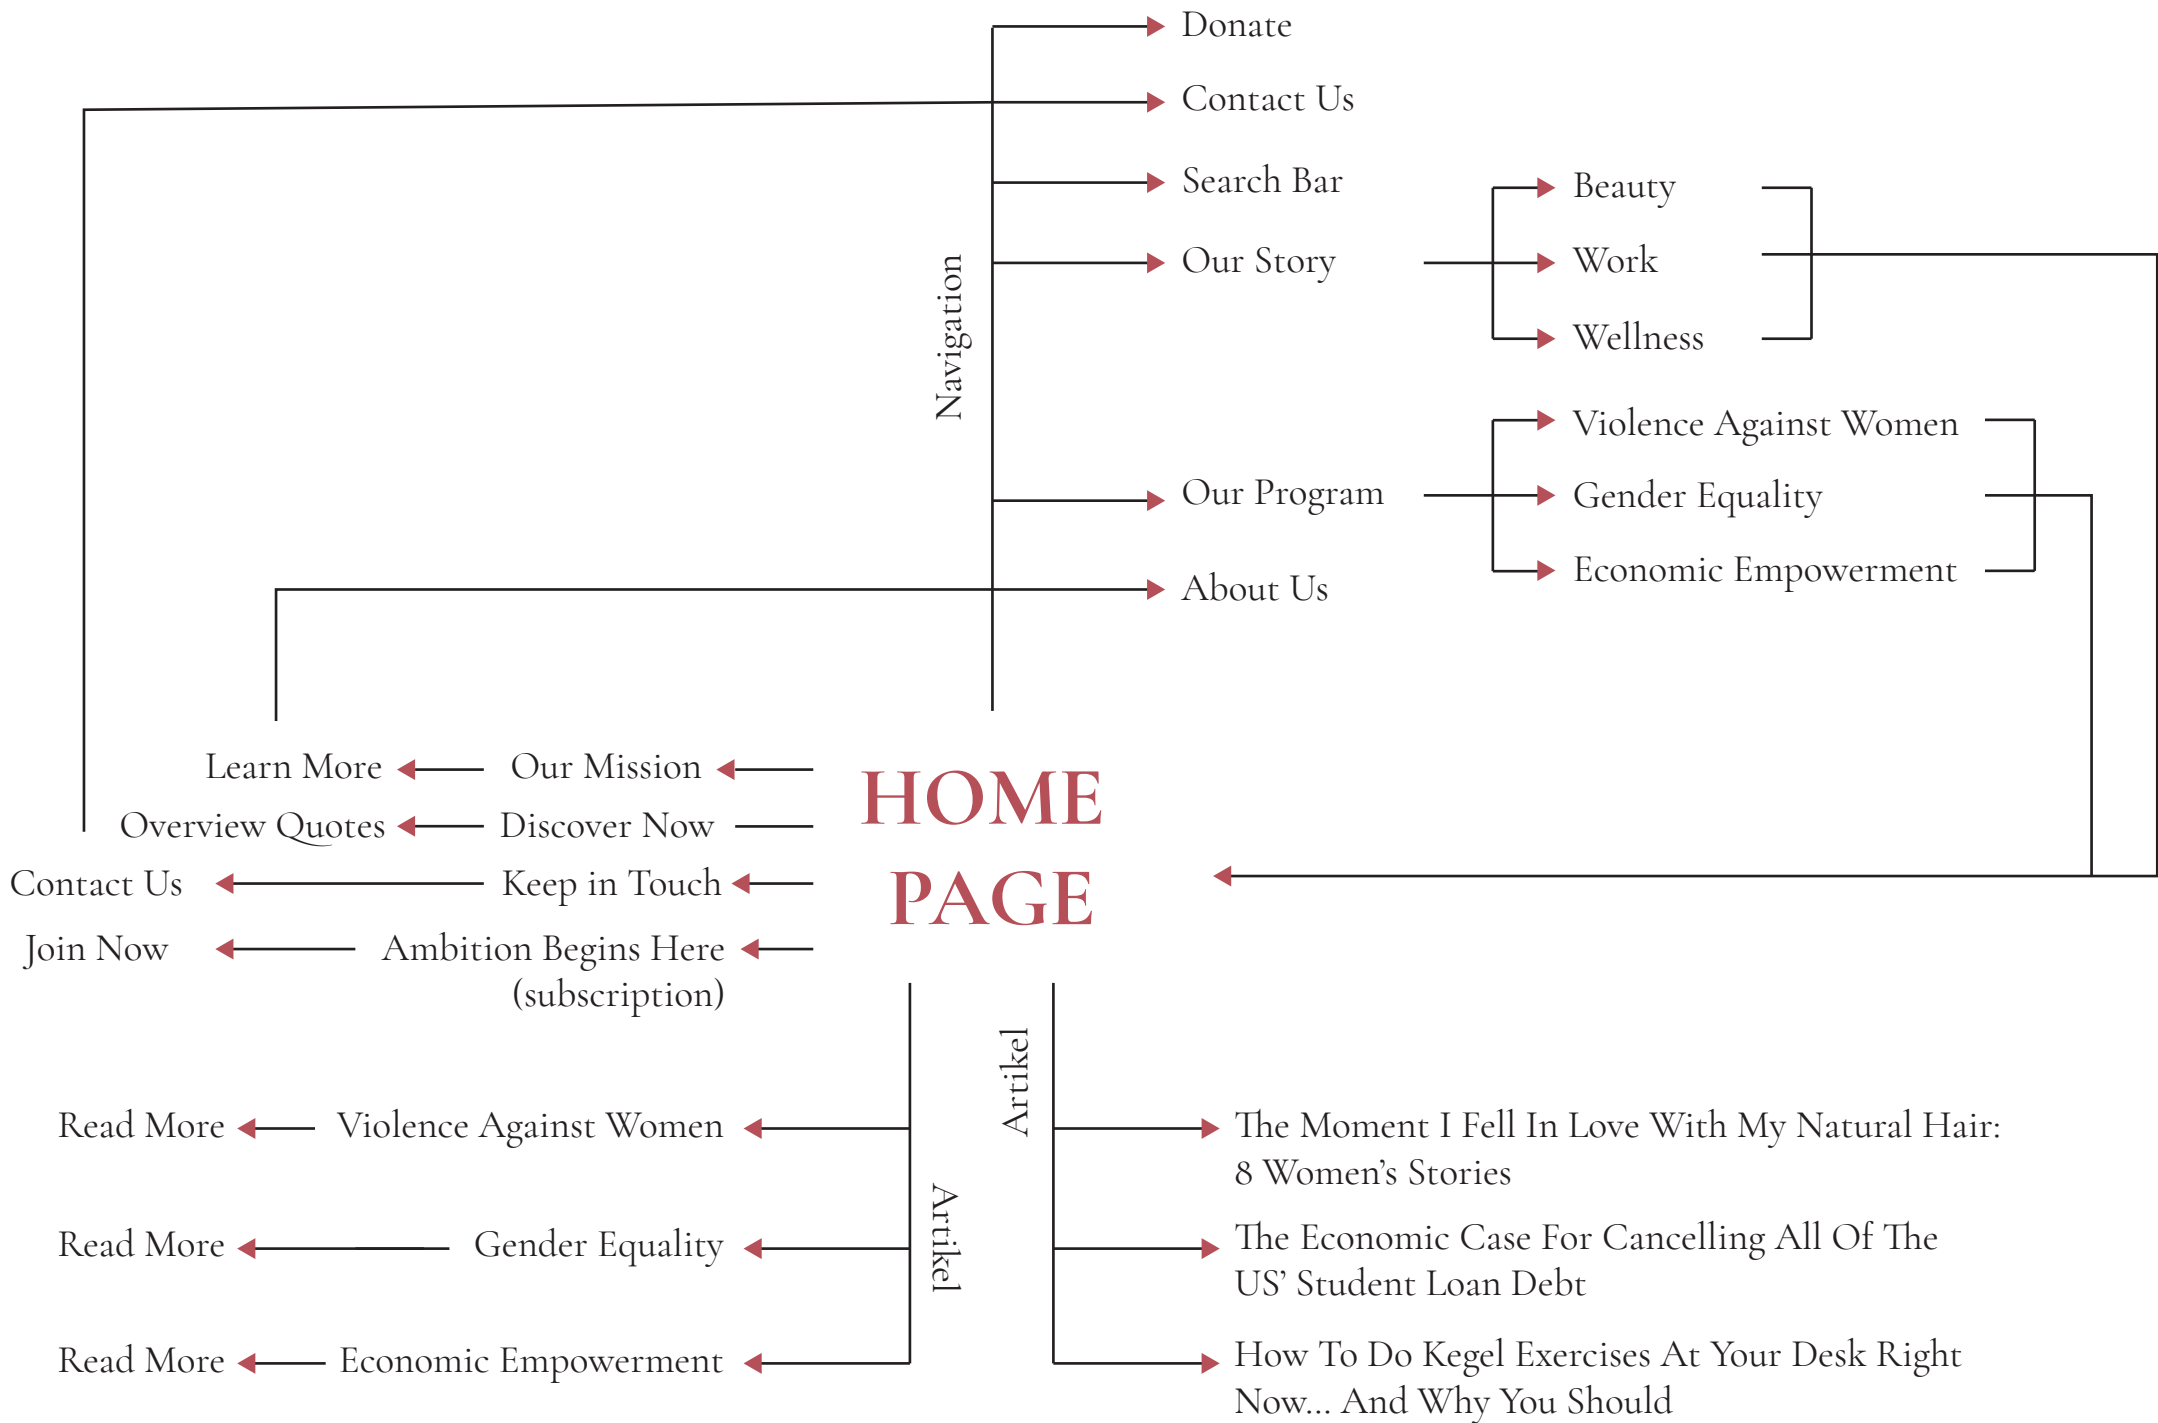 Donate
Contact Us
Search Bar
Our Story
Our Program
About Us
Navigation
Beauty
Work
Wellness
Violence Against Women
Gender Equality
Economic Empowerment
HOME
PAGE
Learn More
Our Mission
Overview Quotes
Discover Now
Contact Us
Keep in Touch
Join Now
Ambition Begins Here
(subscription)
Artikel
Read More
Violence Against Women
Read More
Gender Equality
Read More
Economic Empowerment
Artikel
The Moment I Fell In Love With My Natural Hair:
8 Women’s Stories
The Economic Case For Cancelling All Of The
US’ Student Loan Debt
How To Do Kegel Exercises At Your Desk Right
Now... And Why You Should